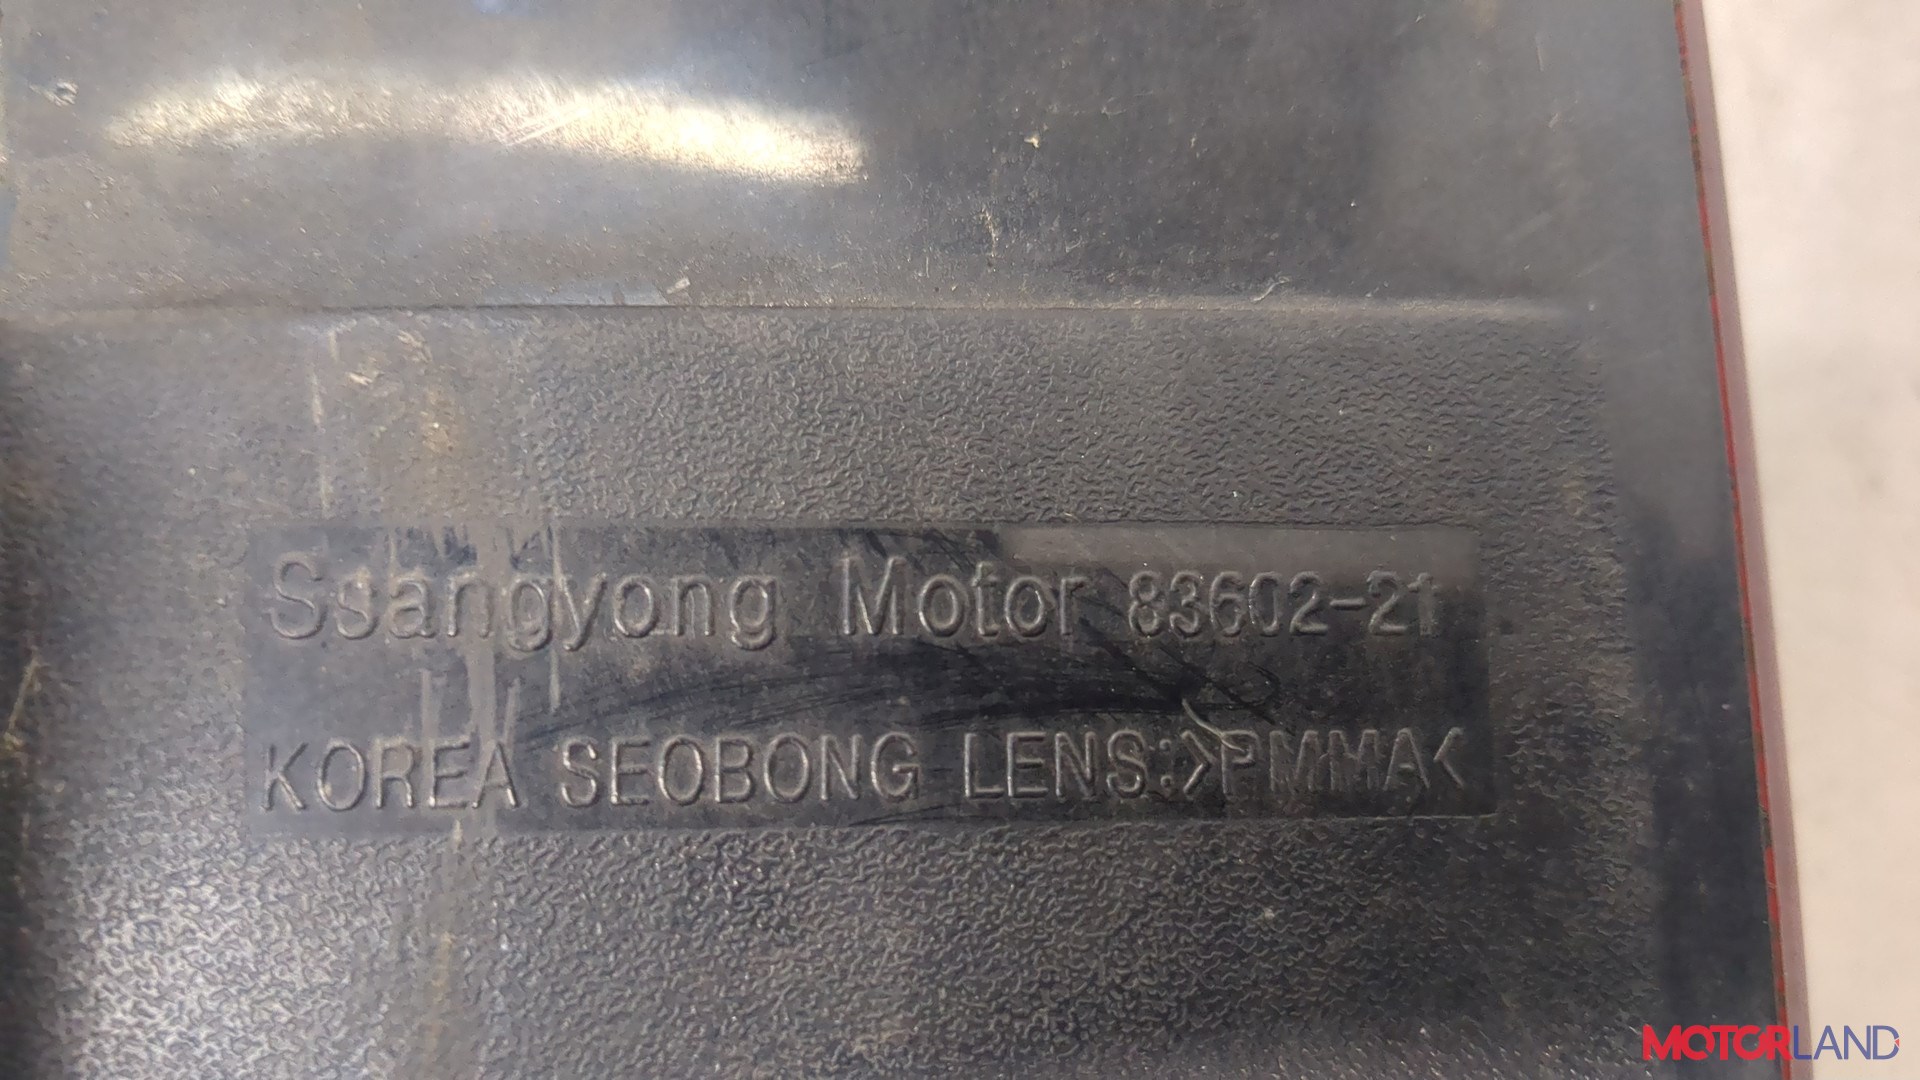 Ssangyong Motor 83602-21
KOREA SEOBONG LENS:>PMMA<
MOTORLAND